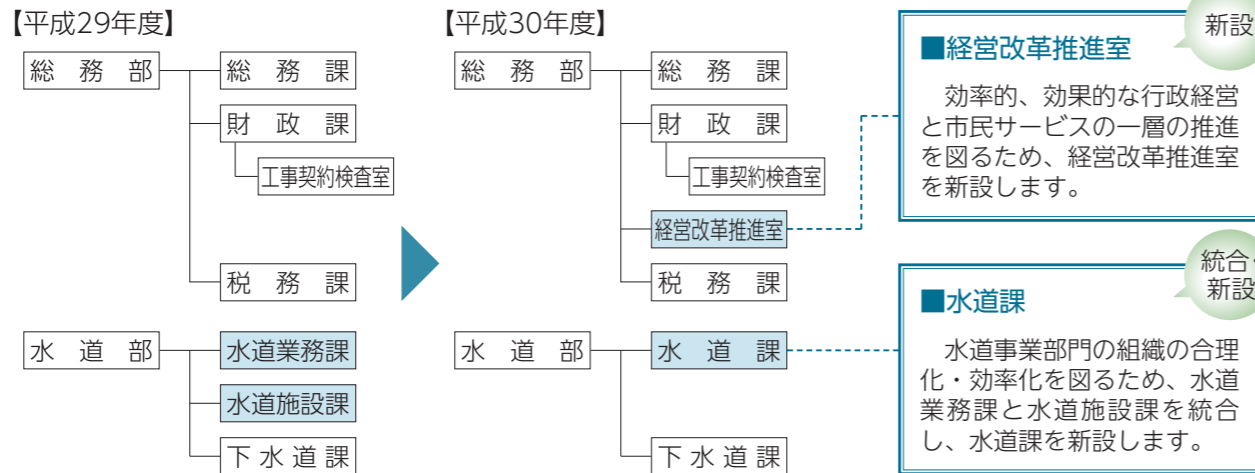 【平成29年度】
総務部
総務課
財政課
工事契約検査室
税務課
水道部
水道業務課
水道施設課
下水道課
【平成30年度】
総務部
総務課
財政課
工事契約検査室
経営改革推進室
税務課
水道部
水道課
下水道課
新設
■経営改革推進室
効率的、効果的な行政経営
と市民サービスの一層の推進
を図るため、経営改革推進室
を新設します。
統合・
新設
■水道課
水道事業部門の組織の合理
化・効率化を図るため、水道
業務課と水道施設課を統合
し、水道課を新設します。